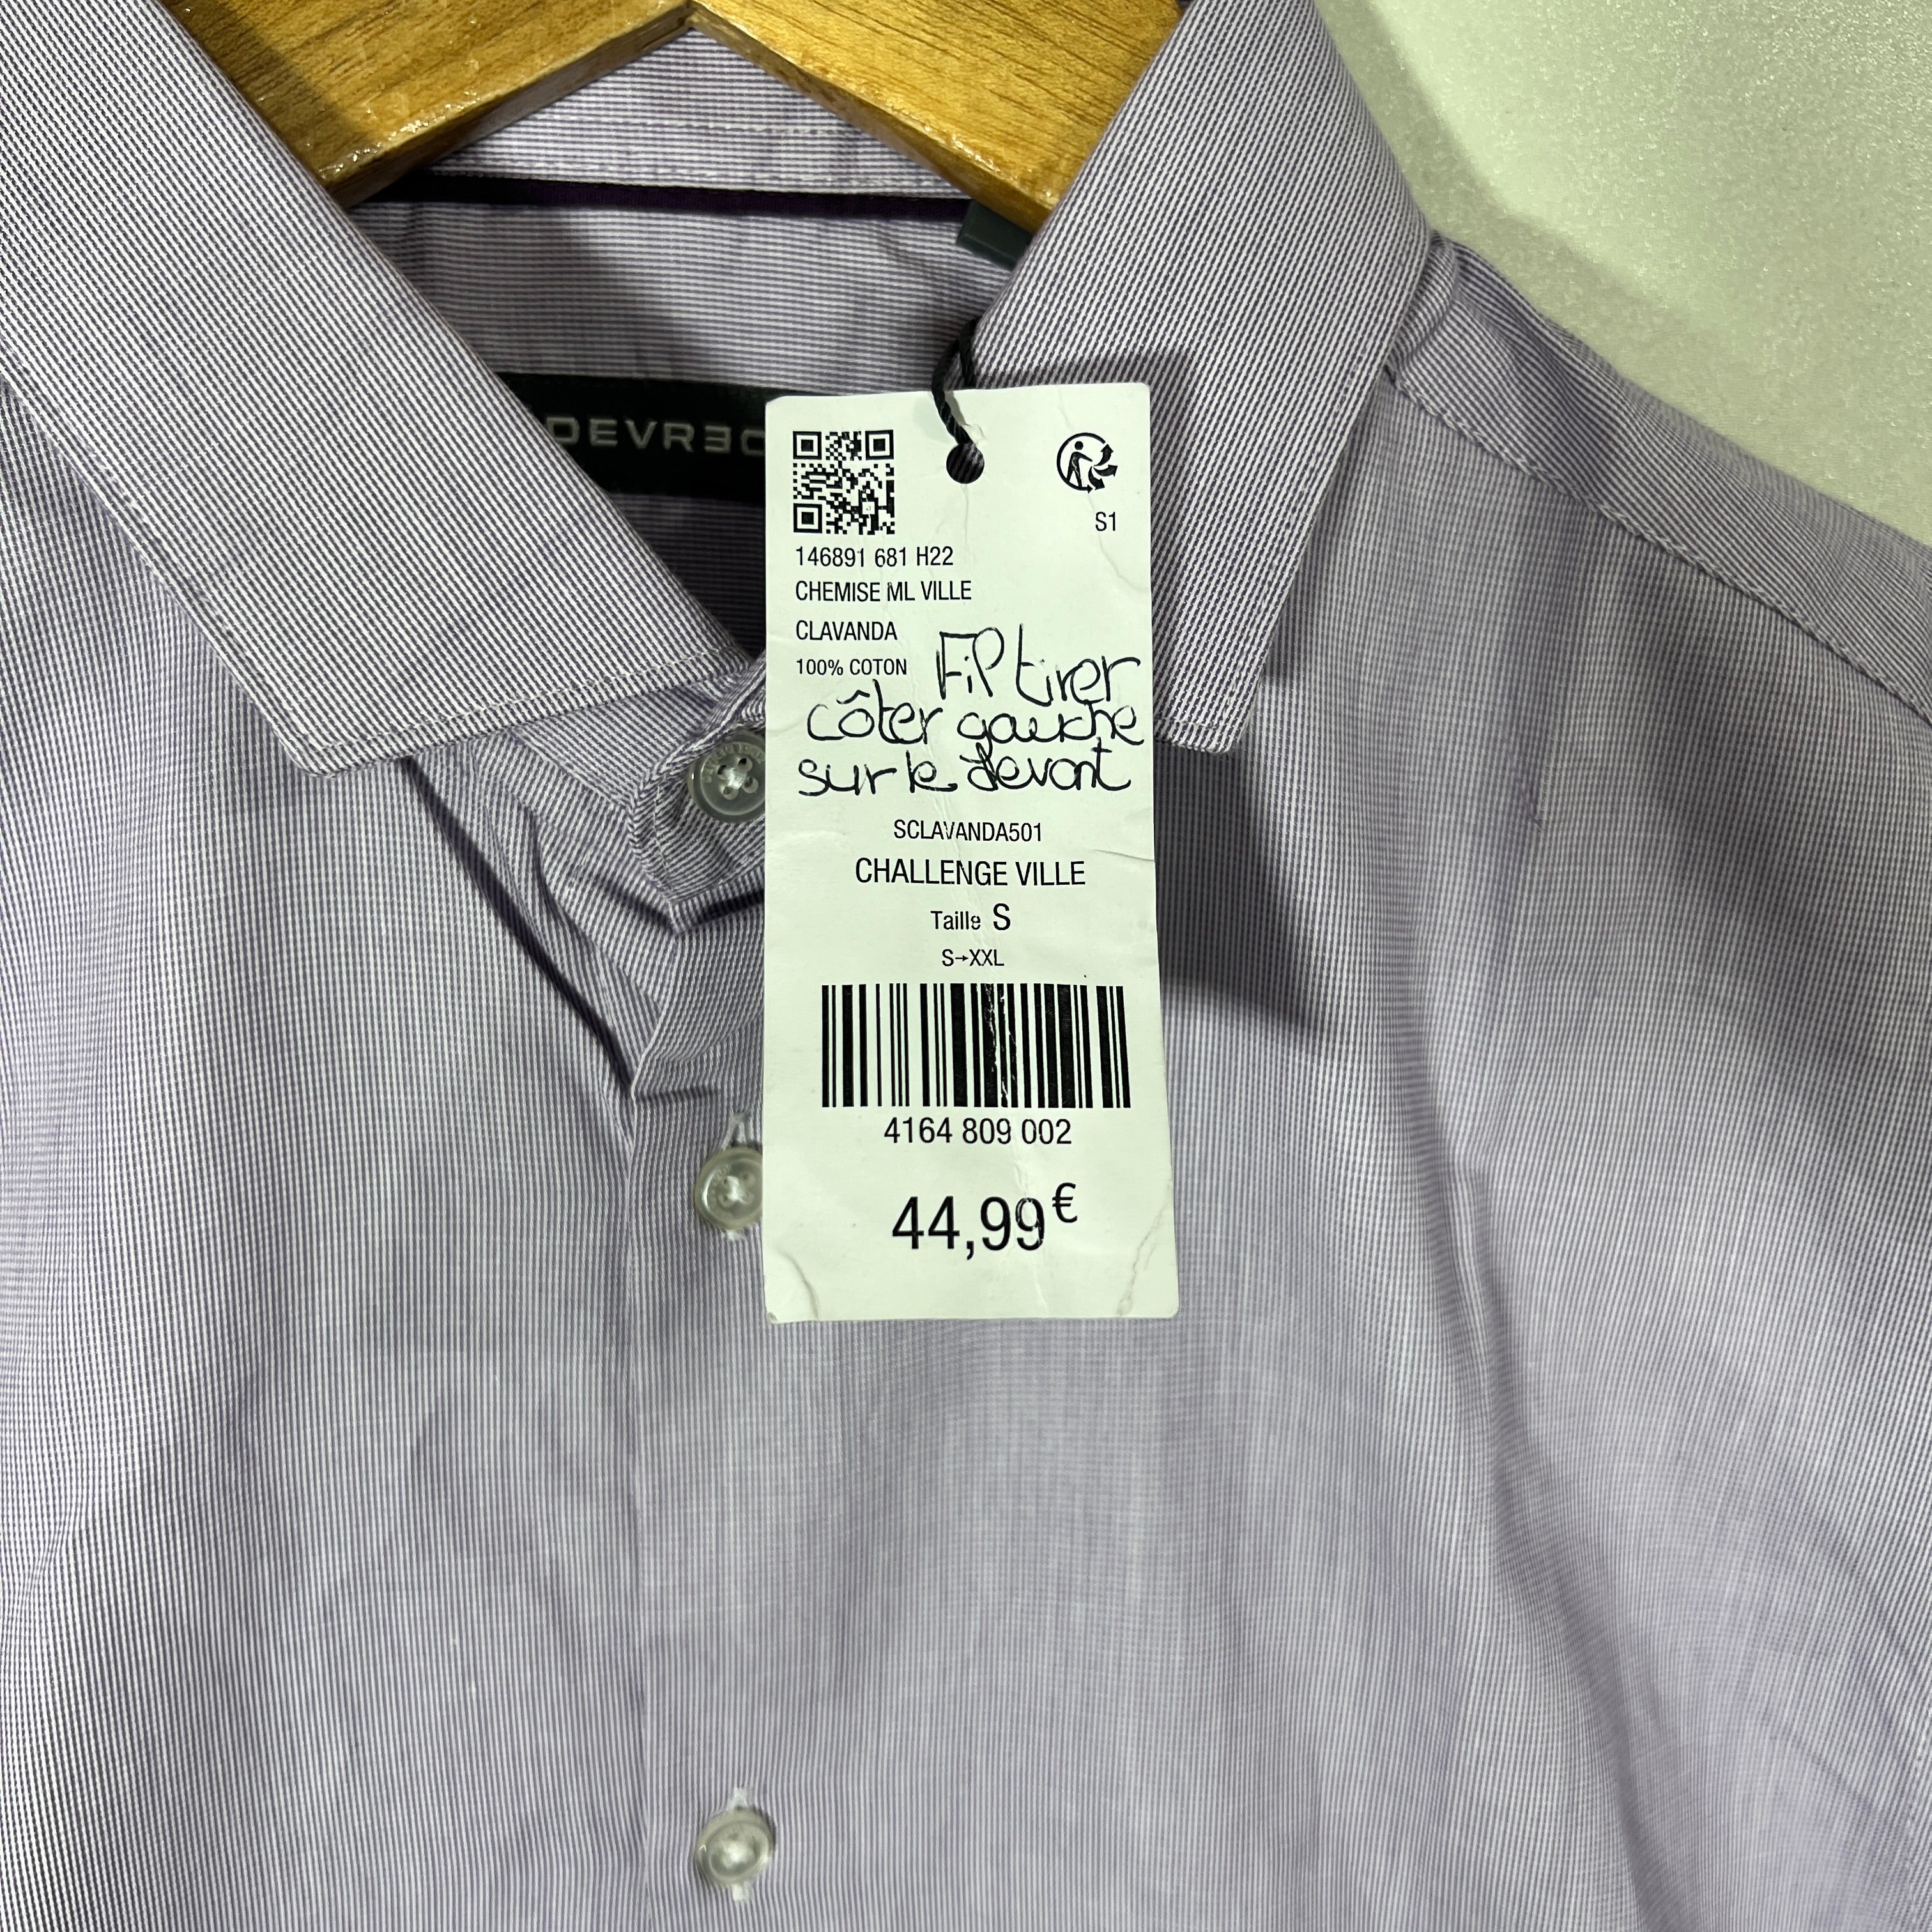 DEVR3C
146891 681 H22
S1
CHEMISE ML VILLE
CLAVANDA
100% COTON
Fil tirer
côter gauche
sur le devant
SCLAVANDA501
CHALLENGE VILLE
Taille S
S→XXL
4164 809 002
44,99€